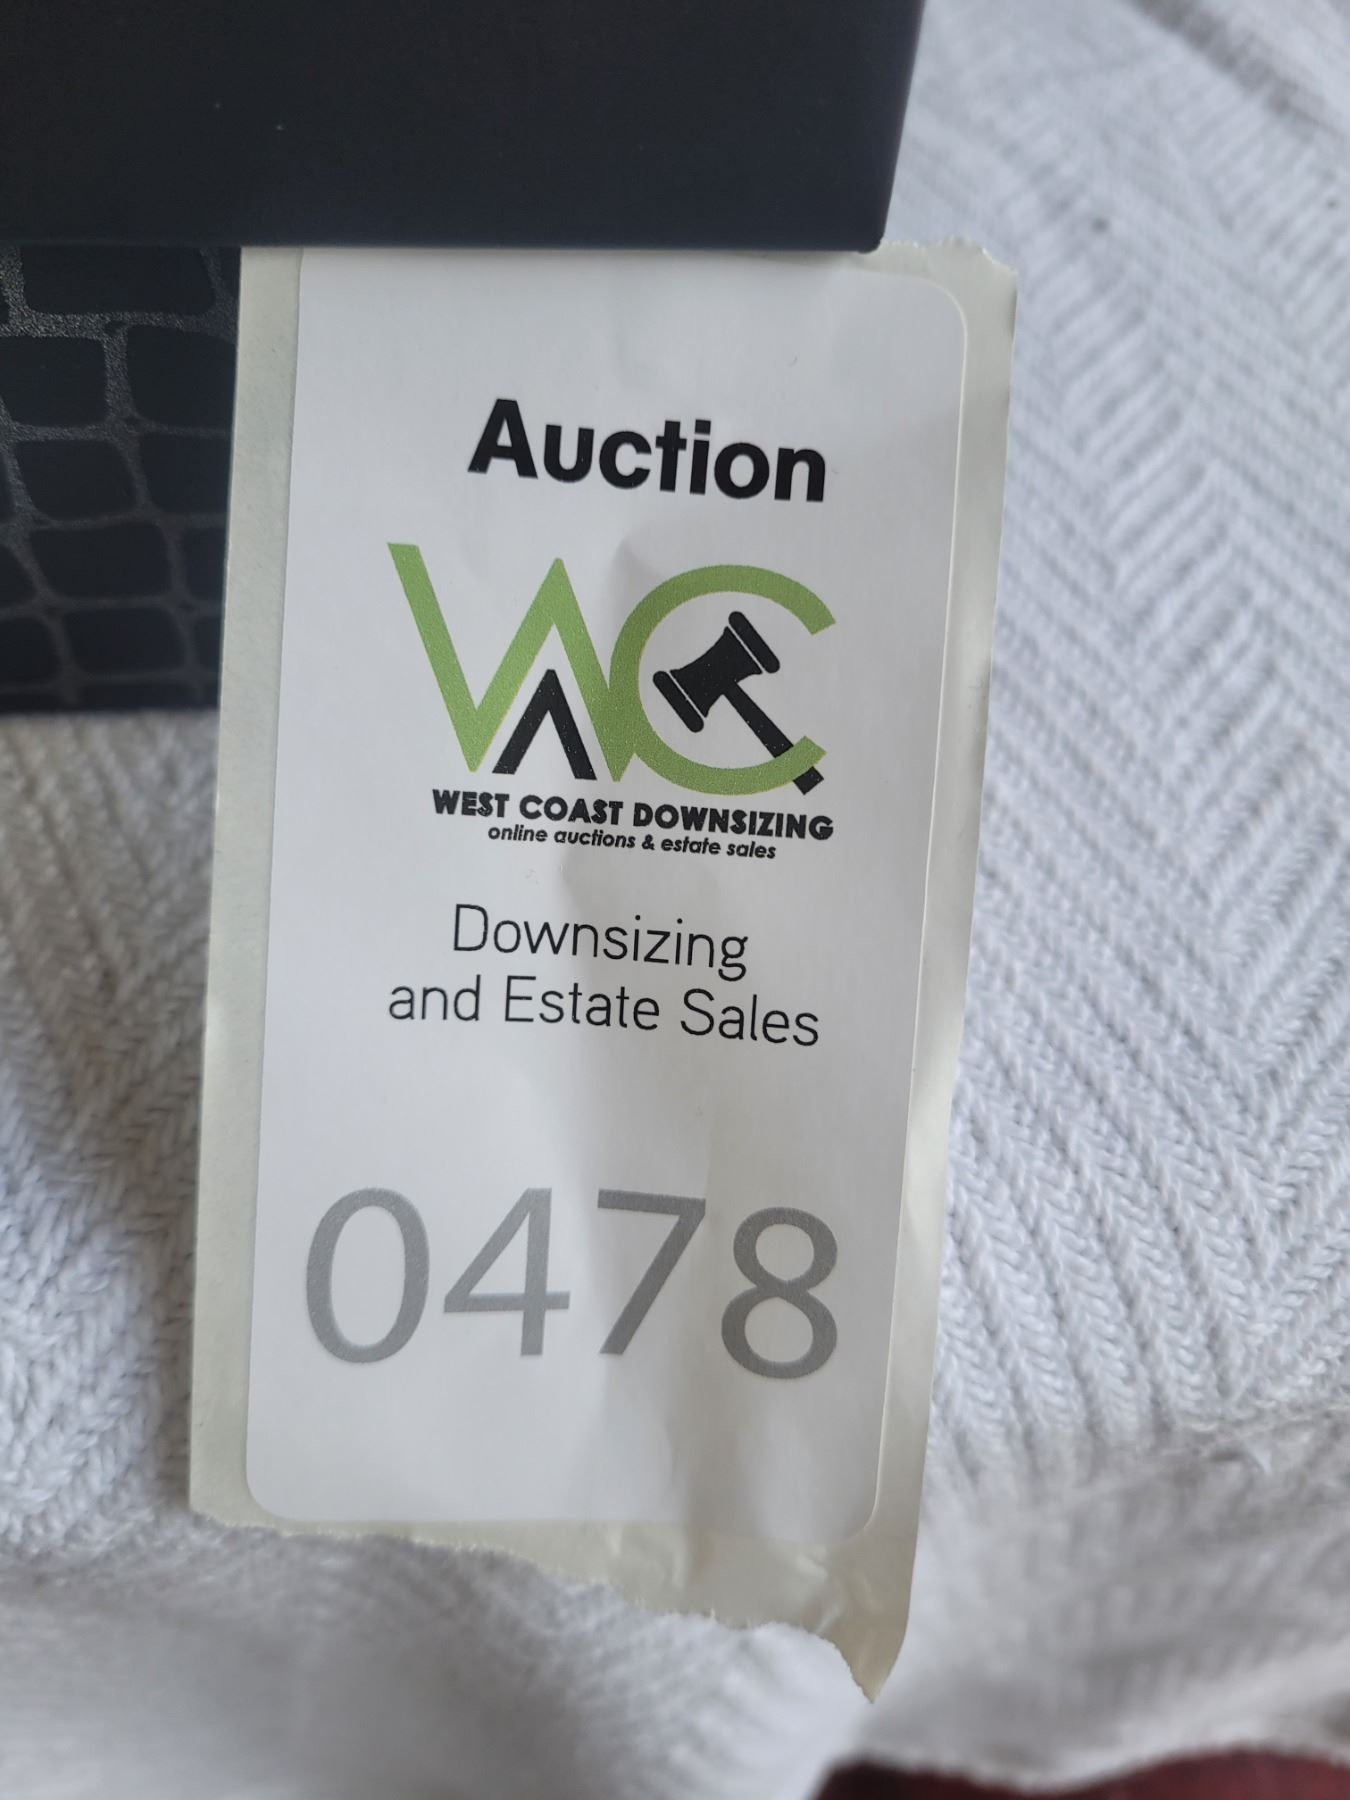 Auction
WC
WEST COAST DOWNSIZING
online auctions & estate sales
Downsizing
and Estate Sales
0478